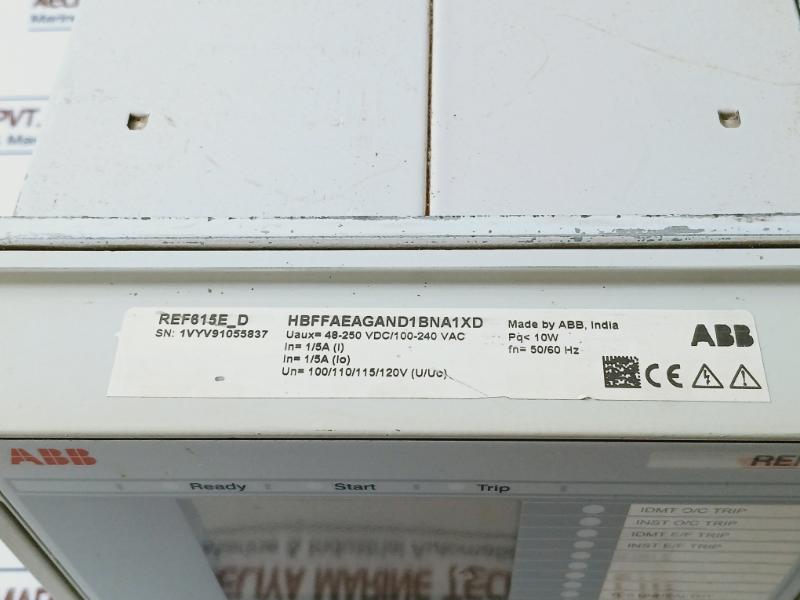 PVT.
REF615E_D
SN: 1VYV91055837
HBFFAEAGAND1BNA1XD
Uaux= 48-250 VDC/100-240 VAC
In= 1/5A (I)
In= 1/5A (Io)
Un= 100/110/115/120V (U/Uo)
Made by ABB, India
Pq< 10W
fn= 50/60 Hz
ABB
CE
ABB
Ready
Start
Trip
IDMT O/C TRIP
INST O/C TRIP
IDMT E/F TRIP
INST E/F TRIP